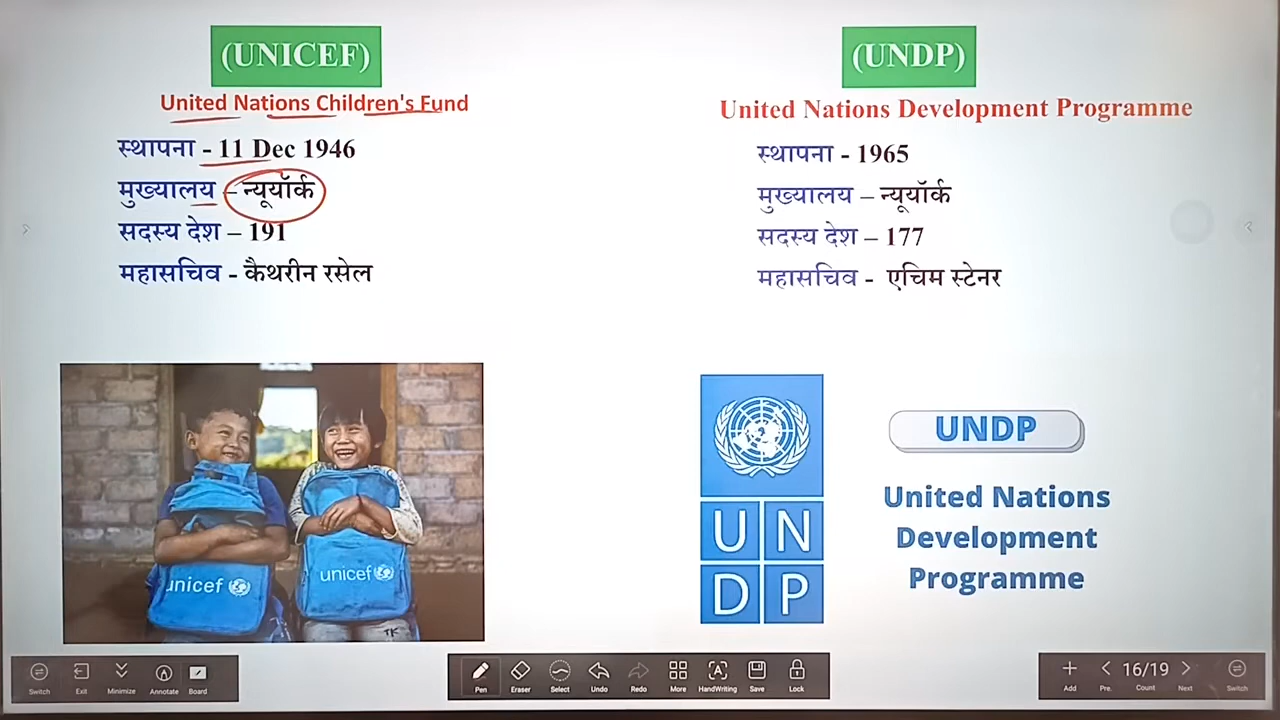 (UNICEF)
United Nations Children's Fund
स्थापना - 11 Dec 1946
मुख्यालय – न्यूयॉर्क
सदस्य देश – 191
महासचिव - कैथरीन रसेल
unicef
unicef
(UNDP)
United Nations Development Programme
स्थापना - 1965
मुख्यालय – न्यूयॉर्क
सदस्य देश – 177
महासचिव - एचिम स्टेनर
U N
D P
UNDP
United Nations
Development
Programme
Switch Exit Minimize Annotate Board
Pen Eraser Select Undo Redo More HandWriting Save Lock
16/19
Add Pre. Count Next Switch